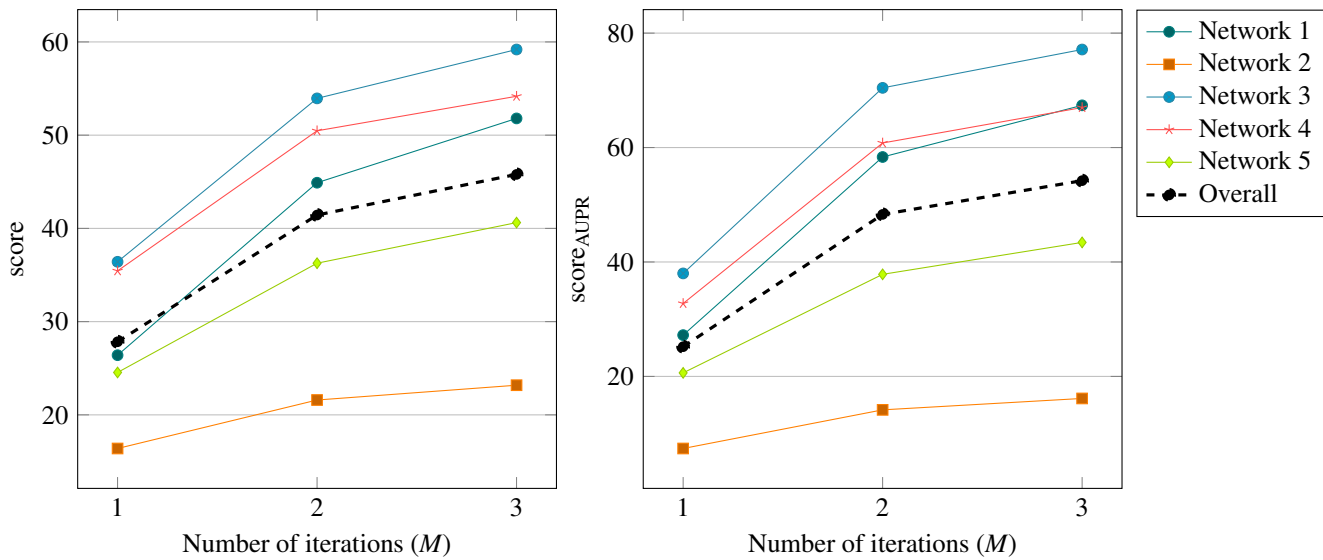 score
60
50
40
30
20
1
2
3
Number of iterations (M)
score_AUPR
80
60
40
20
1
2
3
Number of iterations (M)
Network 1
Network 2
Network 3
Network 4
Network 5
Overall